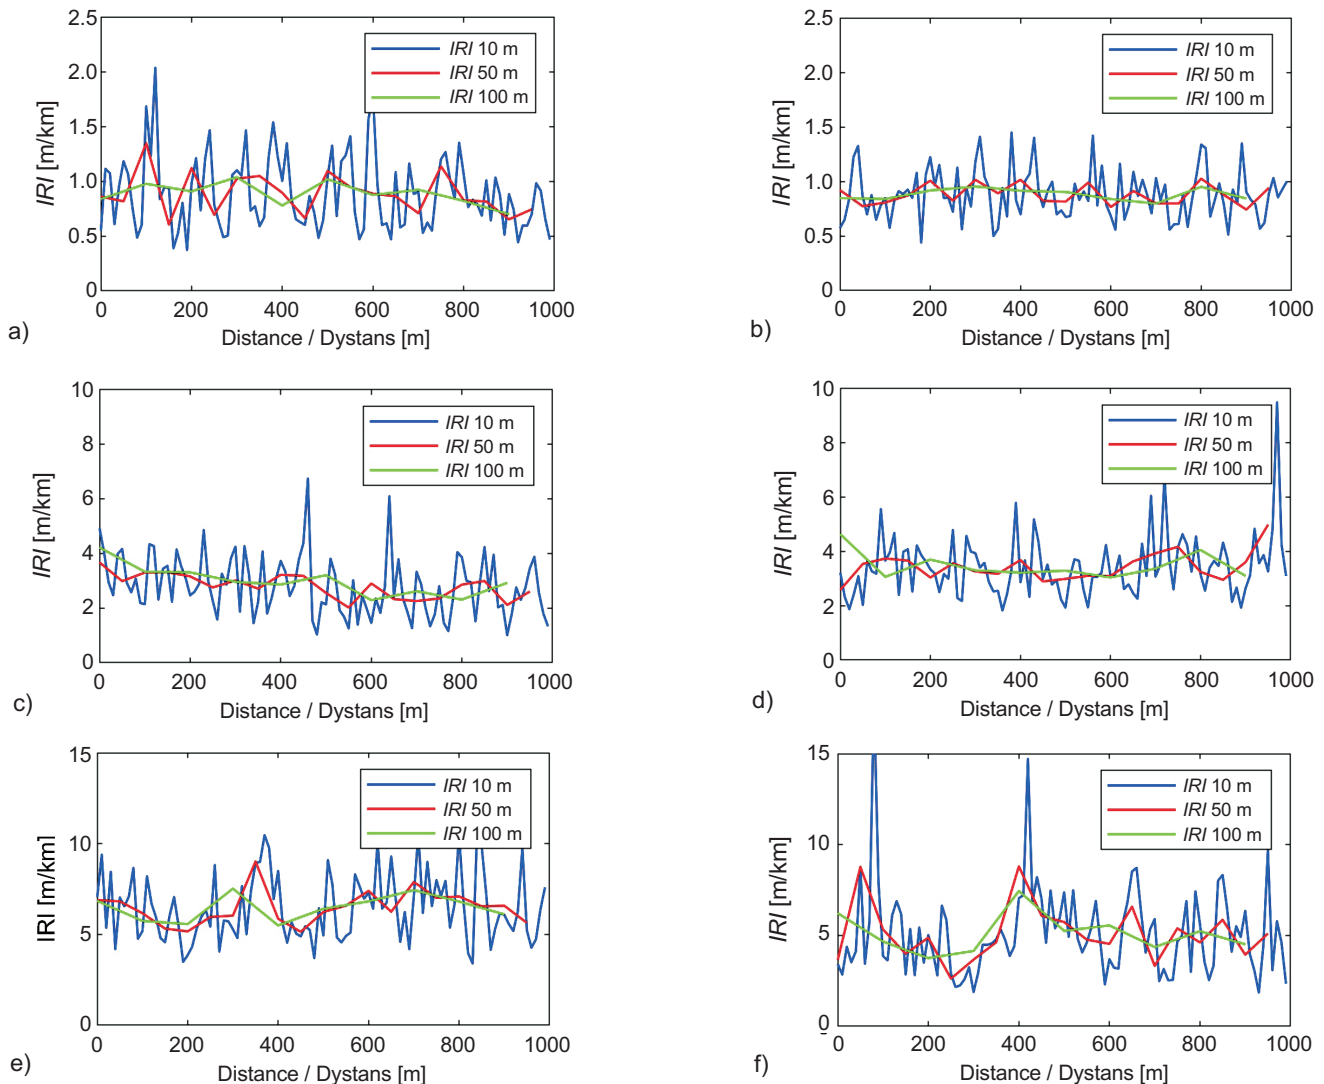 2.5
2.0
1.5
1.0
0.5
0
IRI [m/km]
IRI 10 m
IRI 50 m
IRI 100 m
0 200 400 600 800 1000
Distance / Dystans [m]
a)
2.5
2.0
1.5
1.0
0.5
0
IRI [m/km]
IRI 10 m
IRI 50 m
IRI 100 m
0 200 400 600 800 1000
Distance / Dystans [m]
b)
10
8
6
4
2
0
IRI [m/km]
IRI 10 m
IRI 50 m
IRI 100 m
0 200 400 600 800 1000
Distance / Dystans [m]
c)
10
8
6
4
2
0
IRI [m/km]
IRI 10 m
IRI 50 m
IRI 100 m
0 200 400 600 800 1000
Distance / Dystans [m]
d)
15
10
5
0
IRI [m/km]
IRI 10 m
IRI 50 m
IRI 100 m
0 200 400 600 800 1000
Distance / Dystans [m]
e)
15
10
5
0
IRI [m/km]
IRI 10 m
IRI 50 m
IRI 100 m
0 200 400 600 800 1000
Distance / Dystans [m]
f)